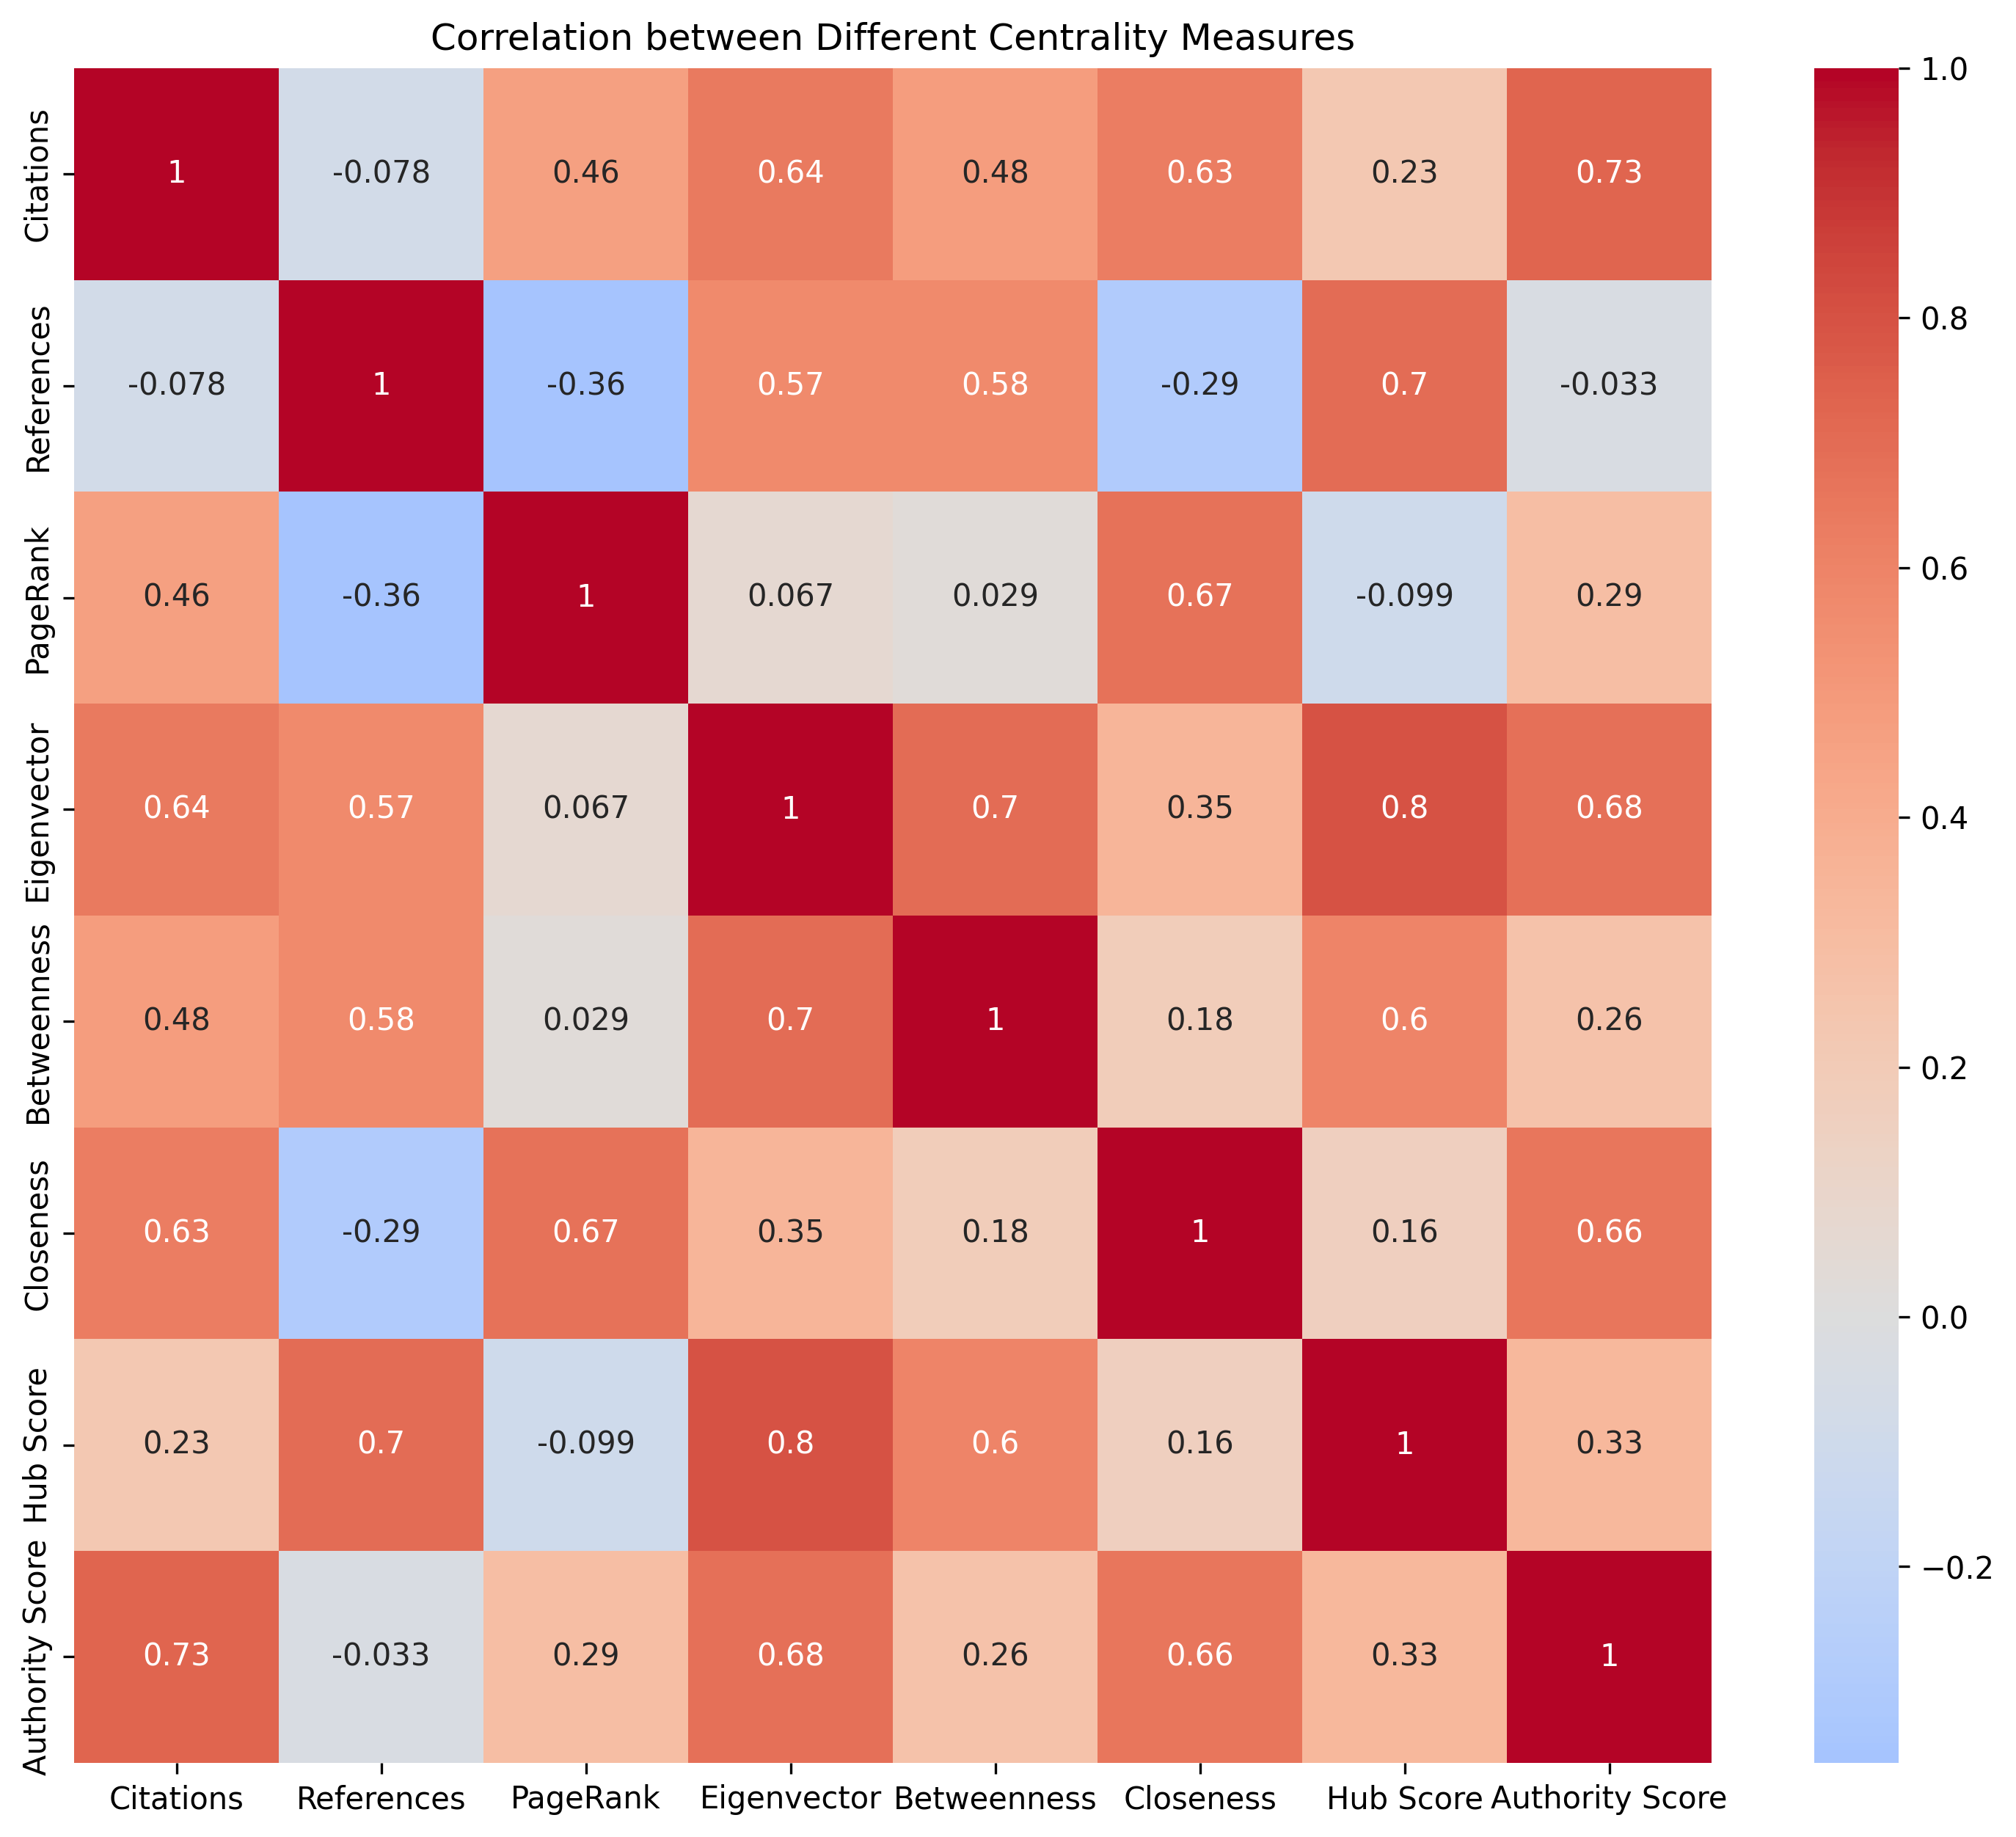 Correlation between Different Centrality Measures
Citations 1 -0.078 0.46 0.64 0.48 0.63 0.23 0.73
References -0.078 1 -0.36 0.57 0.58 -0.29 0.7 -0.033
PageRank 0.46 -0.36 1 0.067 0.029 0.67 -0.099 0.29
Eigenvector 0.64 0.57 0.067 1 0.7 0.35 0.8 0.68
Betweenness 0.48 0.58 0.029 0.7 1 0.18 0.6 0.26
Closeness 0.63 -0.29 0.67 0.35 0.18 1 0.16 0.66
Hub Score 0.23 0.7 -0.099 0.8 0.6 0.16 1 0.33
Authority Score 0.73 -0.033 0.29 0.68 0.26 0.66 0.33 1
Citations References PageRank Eigenvector Betweenness Closeness Hub Score Authority Score
1.0
0.8
0.6
0.4
0.2
0.0
−0.2